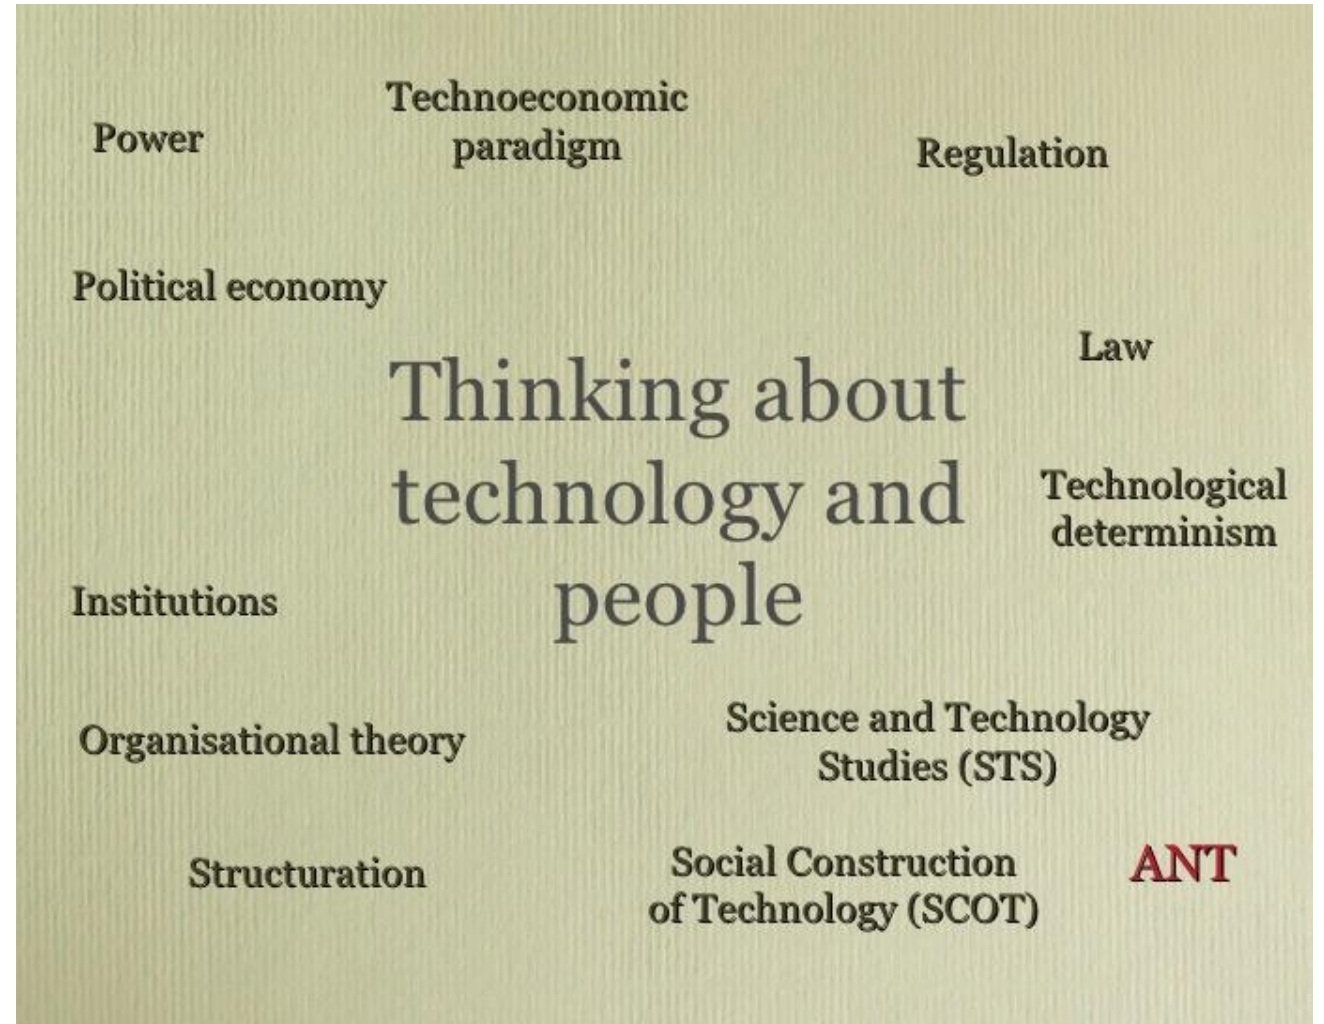 Technoeconomic
paradigm
Power
Regulation
Political economy
Law
Thinking about
technology and
people
Technological
determinism
Institutions
Organisational theory
Science and Technology
Studies (STS)
Structuration
Social Construction
of Technology (SCOT)
ANT